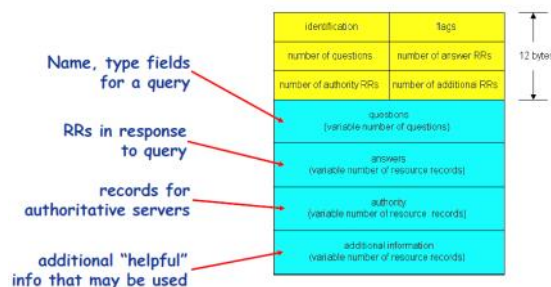 identification
flags
number of questions
number of answer RRs
number of authority RRs
number of additional RRs
12 bytes
Name, type fields
for a query
questions
(variable number of questions)
RRs in response
to query
answers
(variable number of resource records)
records for
authoritative servers
authority
(variable number of resource records)
additional "helpful"
info that may be used
additional information
(variable number of resource records)